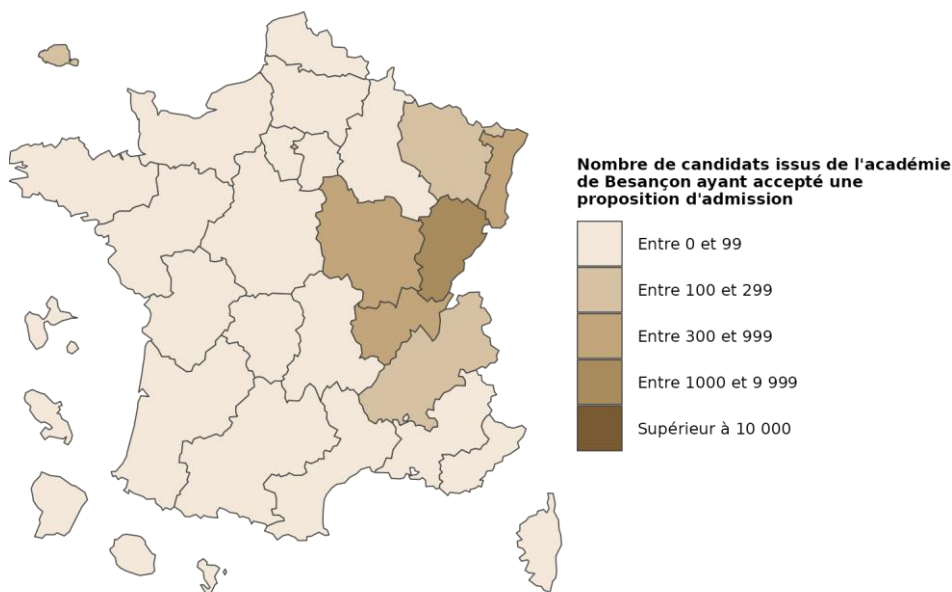 Nombre de candidats issus de l'académie
de Besançon ayant accepté une
proposition d'admission
Entre 0 et 99
Entre 100 et 299
Entre 300 et 999
Entre 1000 et 9 999
Supérieur à 10 000